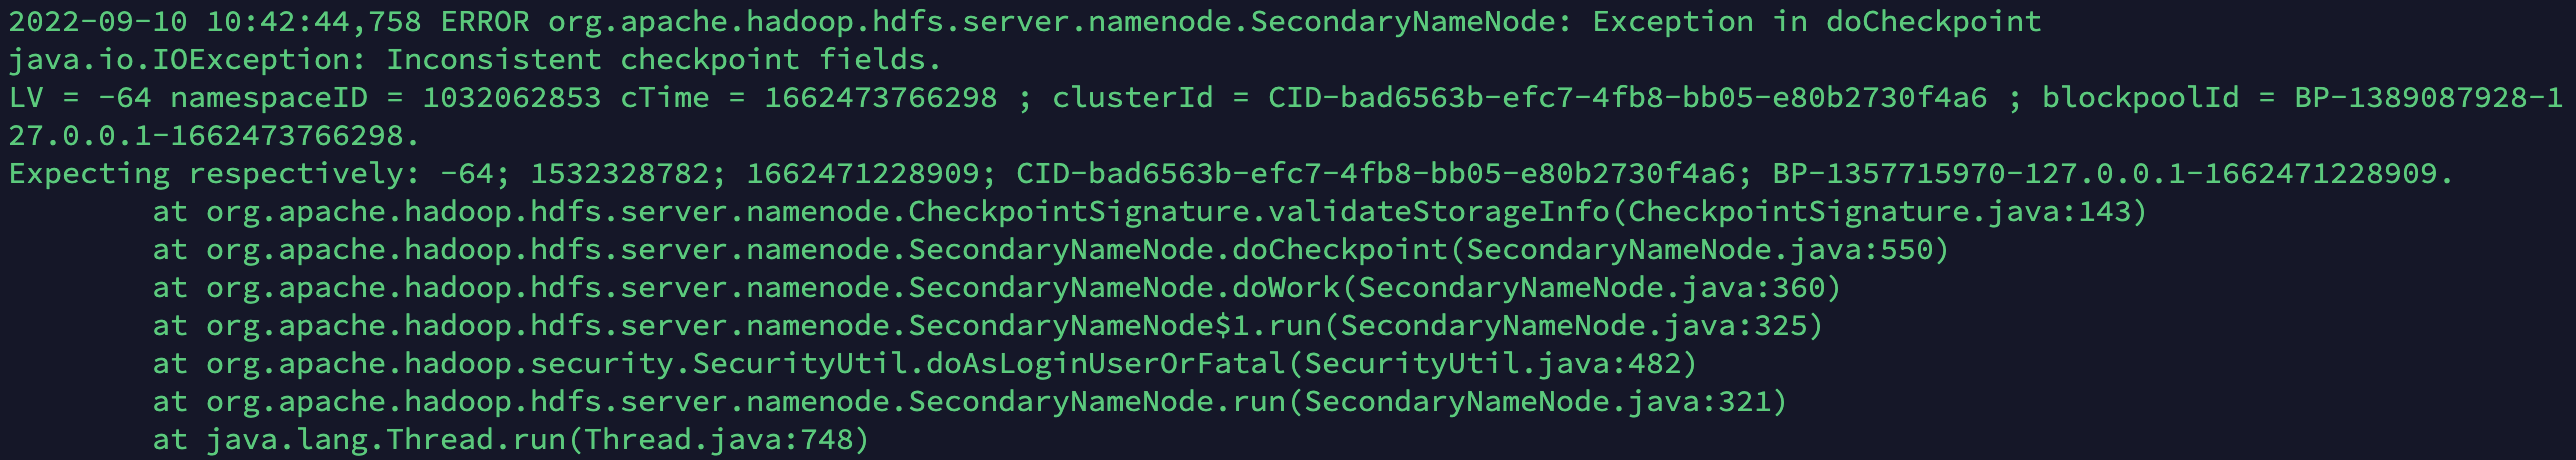 2022-09-10 10:42:44,758 ERROR org.apache.hadoop.hdfs.server.namenode.SecondaryNameNode: Exception in doCheckpoint
java.io.IOException: Inconsistent checkpoint fields.
LV = -64 namespaceID = 1032062853 cTime = 1662473766298 ; clusterId = CID-bad6563b-efc7-4fb8-bb05-e80b2730f4a6 ; blockpoolId = BP-1389087928-1
27.0.0.1-1662473766298.
Expecting respectively: -64; 1532328782; 1662471228909; CID-bad6563b-efc7-4fb8-bb05-e80b2730f4a6; BP-1357715970-127.0.0.1-1662471228909.
        at org.apache.hadoop.hdfs.server.namenode.CheckpointSignature.validateStorageInfo(CheckpointSignature.java:143)
        at org.apache.hadoop.hdfs.server.namenode.SecondaryNameNode.doCheckpoint(SecondaryNameNode.java:550)
        at org.apache.hadoop.hdfs.server.namenode.SecondaryNameNode.doWork(SecondaryNameNode.java:360)
        at org.apache.hadoop.hdfs.server.namenode.SecondaryNameNode$1.run(SecondaryNameNode.java:325)
        at org.apache.hadoop.security.SecurityUtil.doAsLoginUserOrFatal(SecurityUtil.java:482)
        at org.apache.hadoop.hdfs.server.namenode.SecondaryNameNode.run(SecondaryNameNode.java:321)
        at java.lang.Thread.run(Thread.java:748)